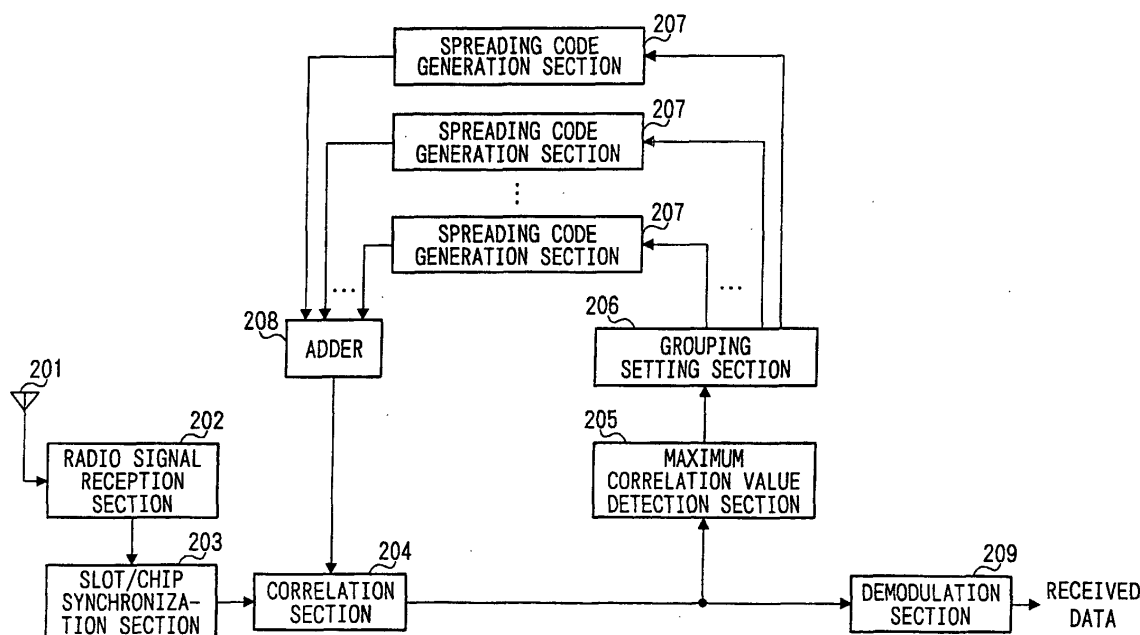 207
SPREADING CODE
GENERATION SECTION
207
SPREADING CODE
GENERATION SECTION
⋮
207
SPREADING CODE
GENERATION SECTION
...
...
208
ADDER
206
GROUPING
SETTING SECTION
201
202
RADIO SIGNAL
RECEPTION
SECTION
205
MAXIMUM
CORRELATION VALUE
DETECTION SECTION
203
SLOT/CHIP
SYNCHRONIZA-
TION SECTION
204
CORRELATION
SECTION
209
DEMODULATION
SECTION
RECEIVED
DATA